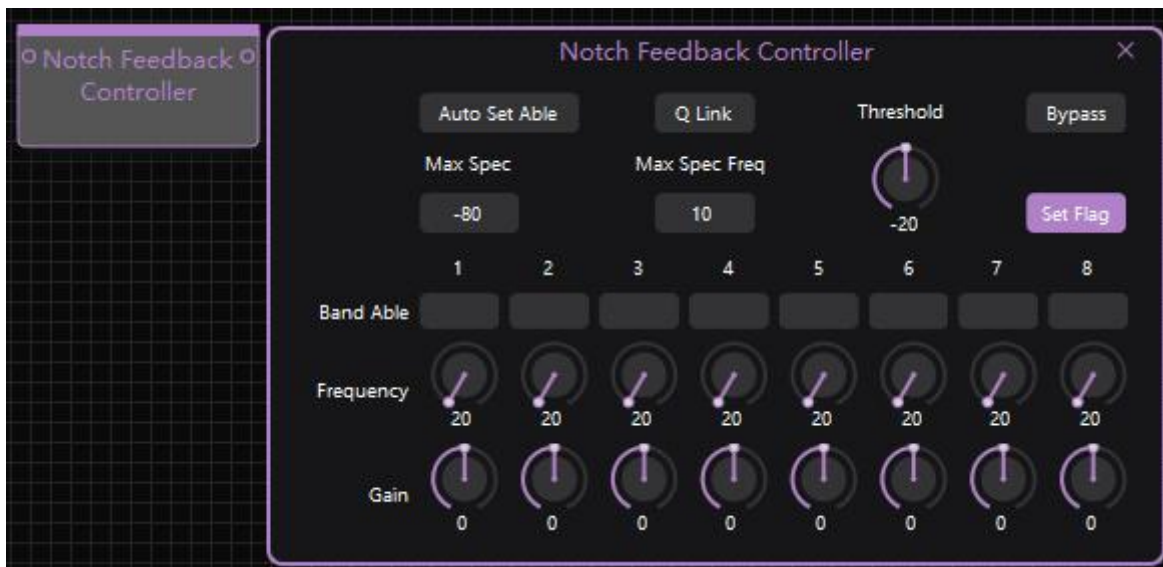 Notch Feedback
Controller
Notch Feedback Controller
Auto Set Able Q Link Threshold Bypass
Max Spec Max Spec Freq
-80 10 -20 Set Flag
1 2 3 4 5 6 7 8
Band Able
Frequency
20 20 20 20 20 20 20 20
Gain
0 0 0 0 0 0 0 0